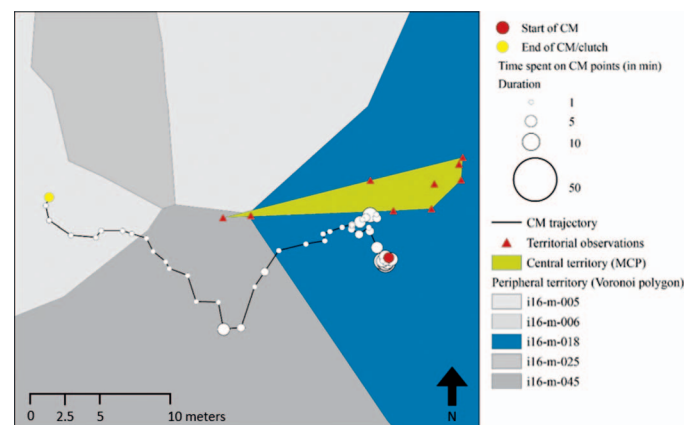 Start of CM
End of CM/clutch
Time spent on CM points (in min)
Duration
1
5
10
50
CM trajectory
Territorial observations
Central territory (MCP)
Peripheral territory (Voronoi polygon)
i16-m-005
i16-m-006
i16-m-018
i16-m-025
i16-m-045
0 2.5 5 10 meters
N